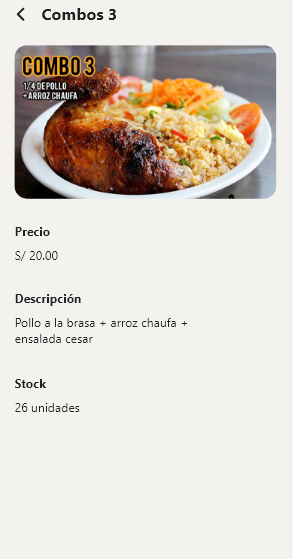 Combos 3
COMBO 3
1/4 DE POLLO
+ ARROZ CHAUFA
Precio
S/ 20.00
Descripción
Pollo a la brasa + arroz chaufa +
ensalada cesar
Stock
26 unidades